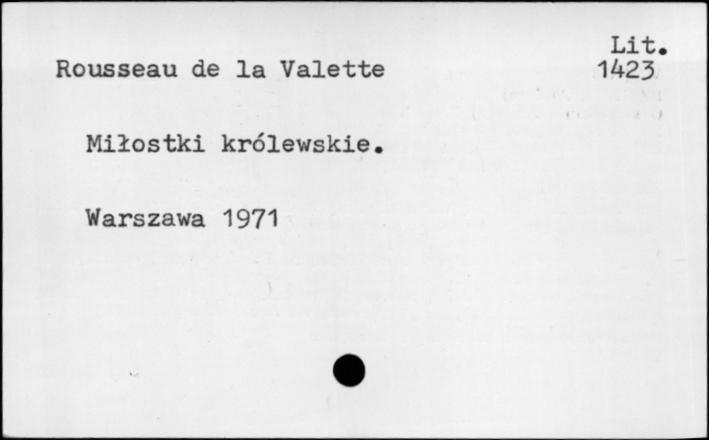 Lit.
Rousseau de la Valette 1423
Miłostki królewskie.
Warszawa 1971